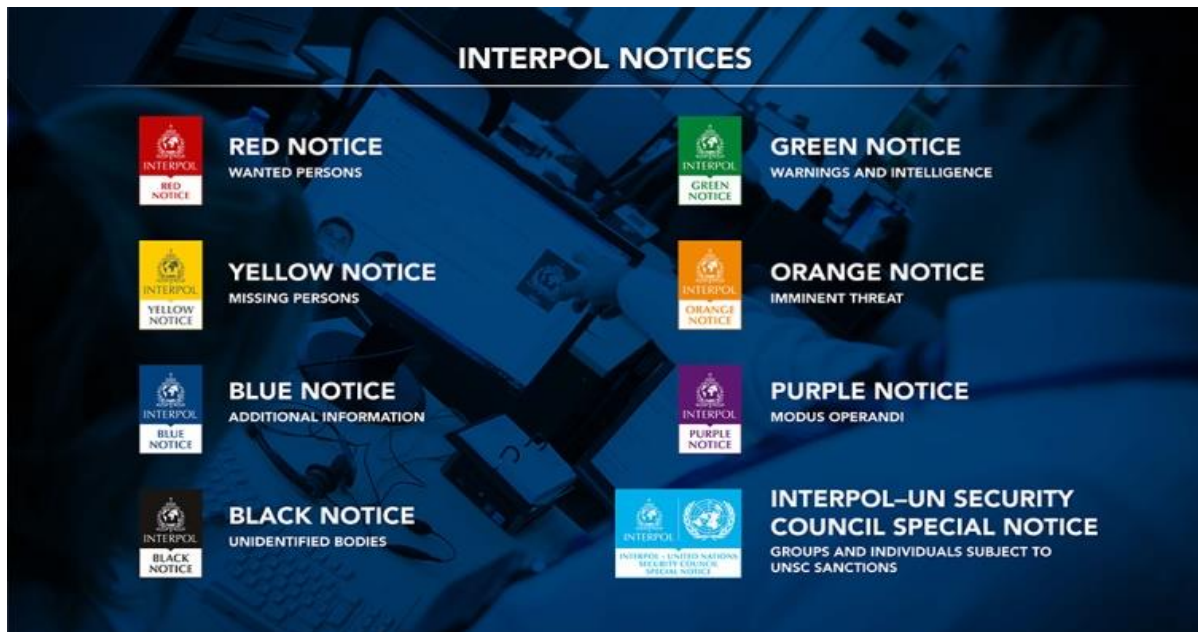 INTERPOL NOTICES
INTERPOL
RED
NOTICE
RED NOTICE
WANTED PERSONS
INTERPOL
GREEN
NOTICE
GREEN NOTICE
WARNINGS AND INTELLIGENCE
INTERPOL
YELLOW
NOTICE
YELLOW NOTICE
MISSING PERSONS
INTERPOL
ORANGE
NOTICE
ORANGE NOTICE
IMMINENT THREAT
INTERPOL
BLUE
NOTICE
BLUE NOTICE
ADDITIONAL INFORMATION
INTERPOL
PURPLE
NOTICE
PURPLE NOTICE
MODUS OPERANDI
INTERPOL
BLACK
NOTICE
BLACK NOTICE
UNIDENTIFIED BODIES
INTERPOL
INTERPOL - UNITED NATIONS
SECURITY COUNCIL
SPECIAL NOTICE
INTERPOL–UN SECURITY
COUNCIL SPECIAL NOTICE
GROUPS AND INDIVIDUALS SUBJECT TO
UNSC SANCTIONS